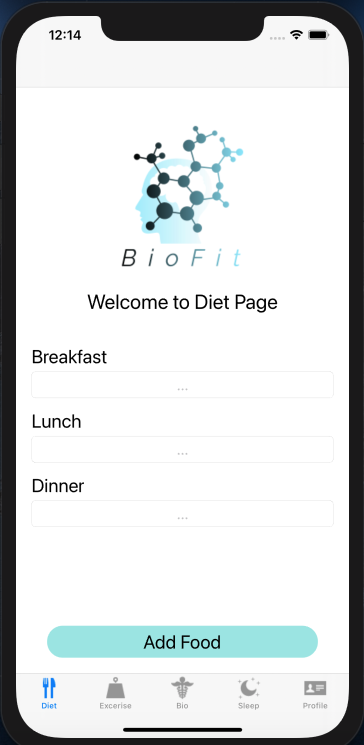 12:14
BioFit
Welcome to Diet Page
Breakfast
...
Lunch
...
Dinner
...
Add Food
Diet Excerise Bio Sleep Profile